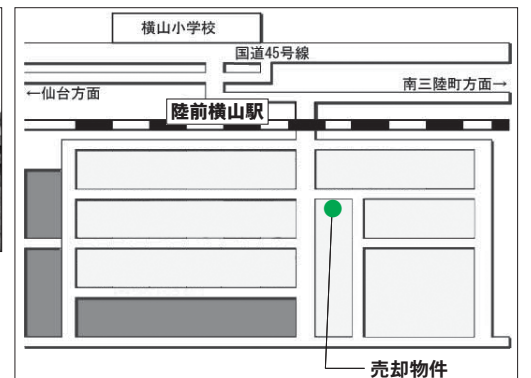 横山小学校
国道45号線
←仙台方面
南三陸町方面→
陸前横山駅
売却物件